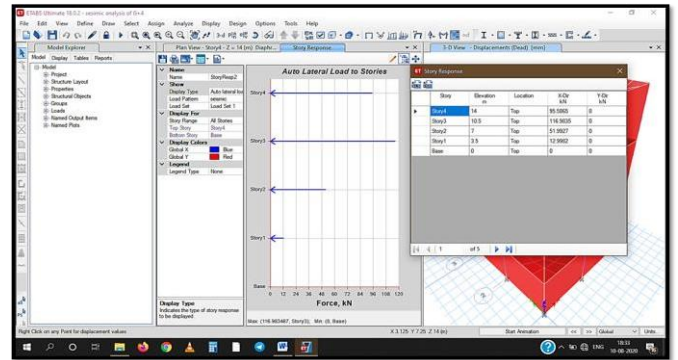 ETABS Ultimate 18.0.2 - seismic analysis of G+4
File Edit View Define Draw Select Assign Analyze Display Design Options Tools Help
Model Explorer
Plan View - Story4 - Z = 14 (m) Diaphr...
Story Response
3-D View - Displacements (Dead) [mm]
Model Display Tables Reports
Model
Project
Structure Layout
Properties
Structural Objects
Groups
Loads
Named Output Items
Named Plots
Name
Name StoryResp2
Show
Display Type Auto lateral loa
Load Pattern seismic
Load Set Load Set 1
Display For
Story Range All Stories
Top Story Story4
Bottom Story Base
Display Colors
Global X Blue
Global Y Red
Legend
Legend Type None
Display Type
Indicates the type of story response to be displayed.
Auto Lateral Load to Stories
Story4
Story3
Story2
Story1
Base
0 12 24 36 48 60 72 84 96 108 120
Force, kN
Max: (116.983487, Story3); Min: (0, Base)
Story Response
Story Elevation m Location X-Dir kN Y-Dir kN
Story4 14 Top 0
Story3 10.5 Top 116.9835 0
Story2 7 Top 51.9927 0
Story1 3.5 Top 12.9982 0
Base 0 Top 0 0
1 of 5
Right Click on any Point for displacement values
X 3.125 Y 7.25 Z 14 (m)
Start Animation
<< >> Global Units...
ENG
18:33
10-08-2020